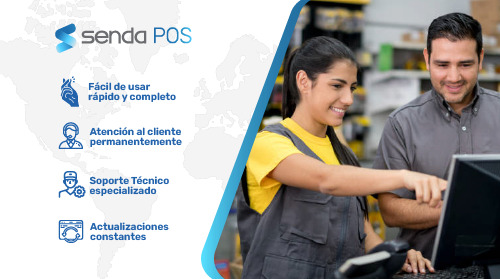 senda POS
Fácil de usar
rápido y completo
Atención al cliente
permanentemente
Soporte Técnico
especializado
Actualizaciones
constantes